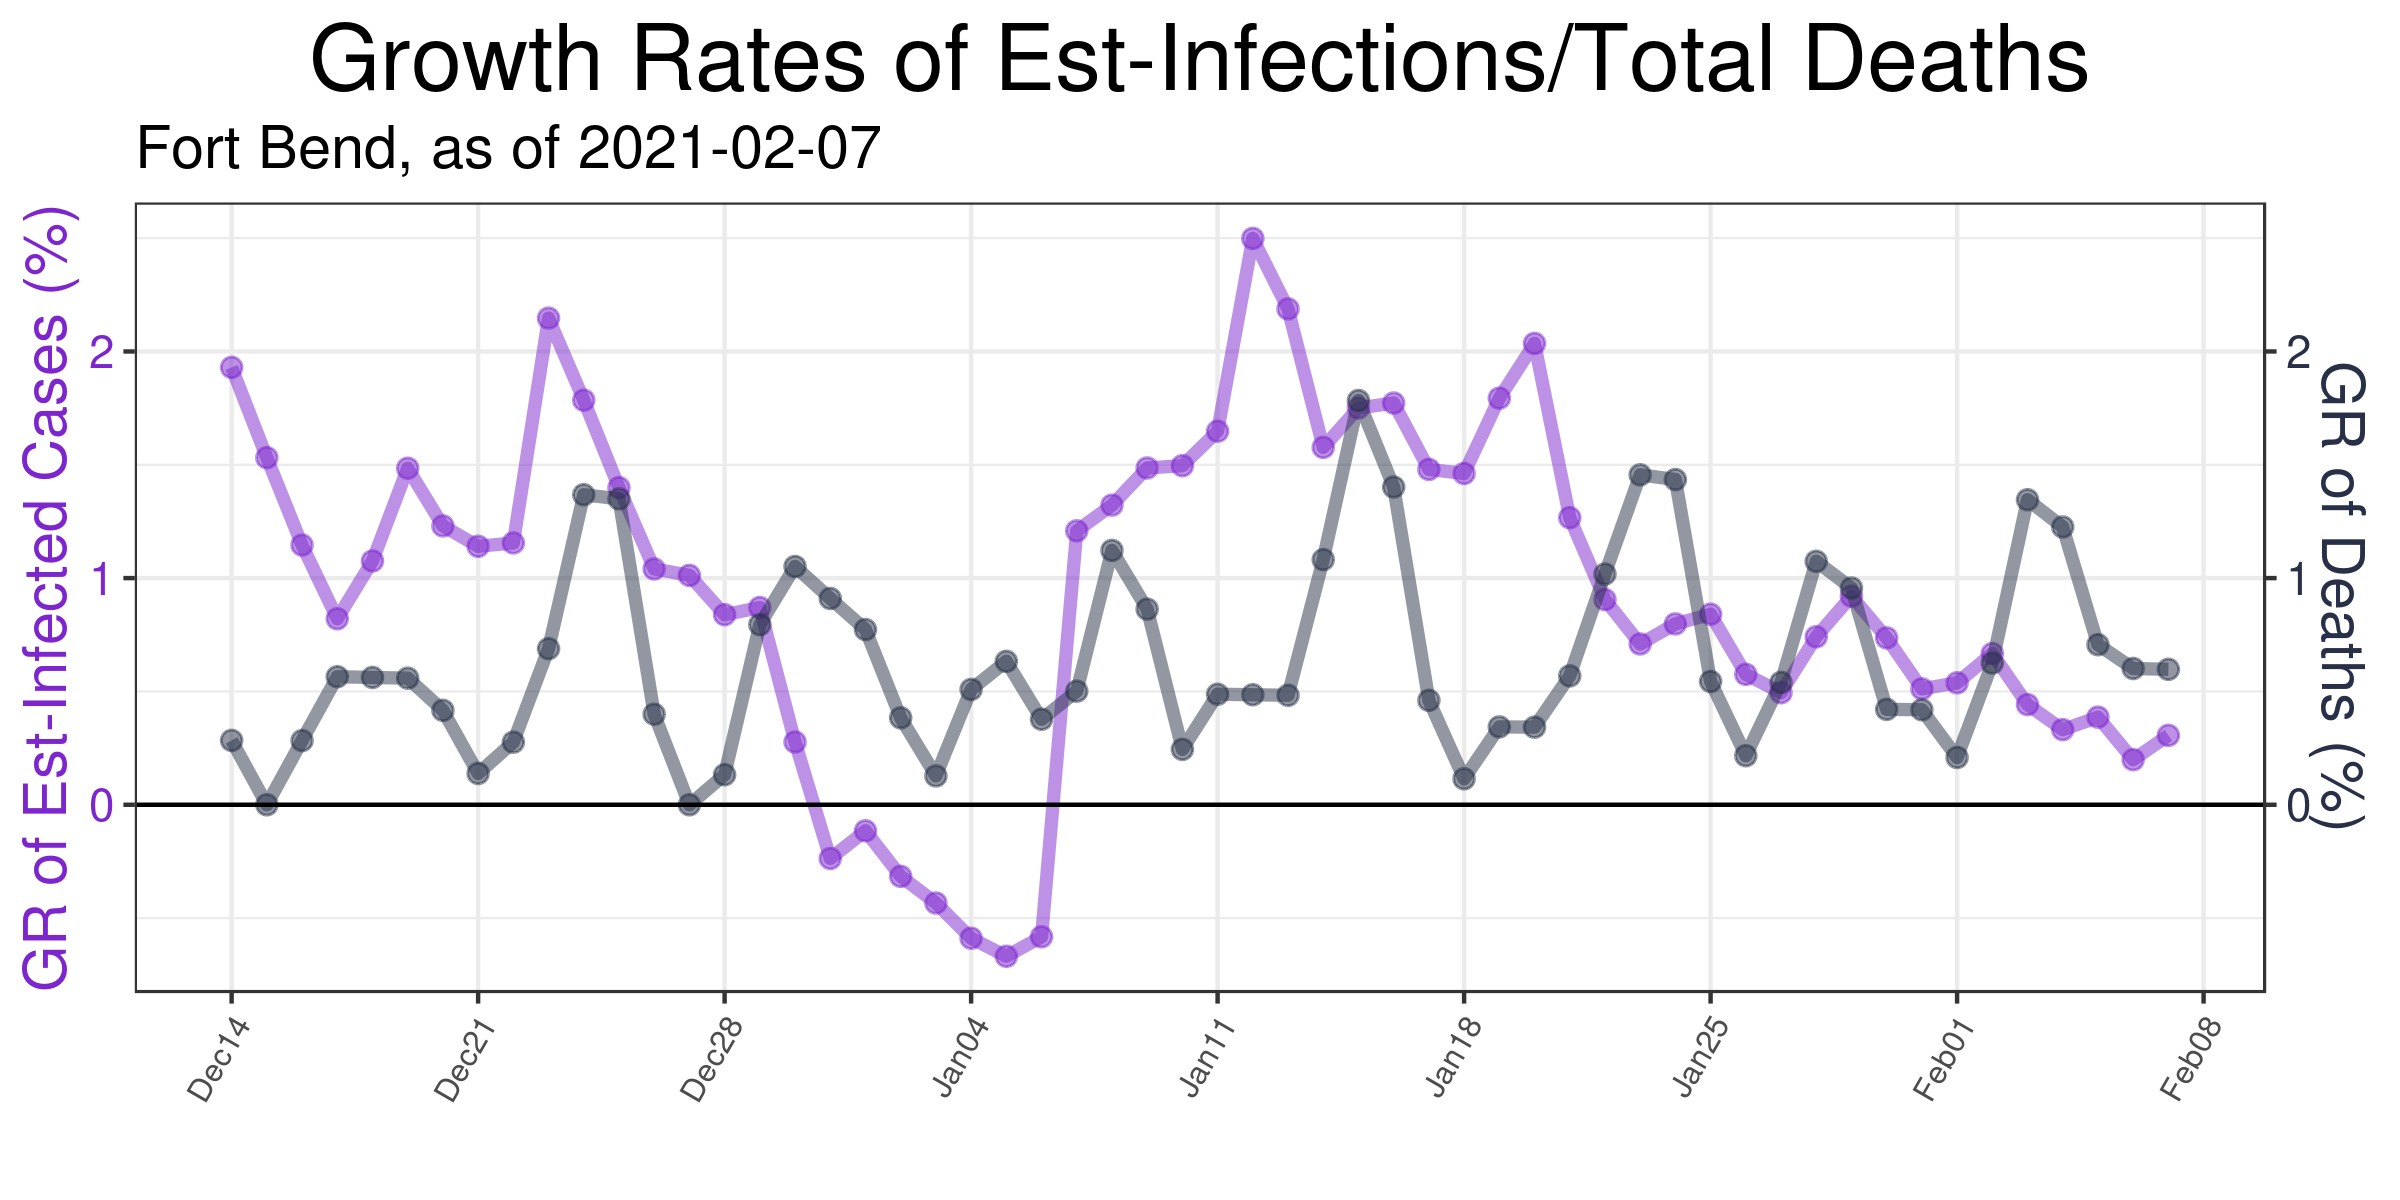 Growth Rates of Est-Infections/Total Deaths
Fort Bend, as of 2021-02-07
GR of Est-Infected Cases (%)
2
1
0
2
1
0
GR of Deaths (%)
Dec14
Dec21
Dec28
Jan04
Jan11
Jan18
Jan25
Feb01
Feb08